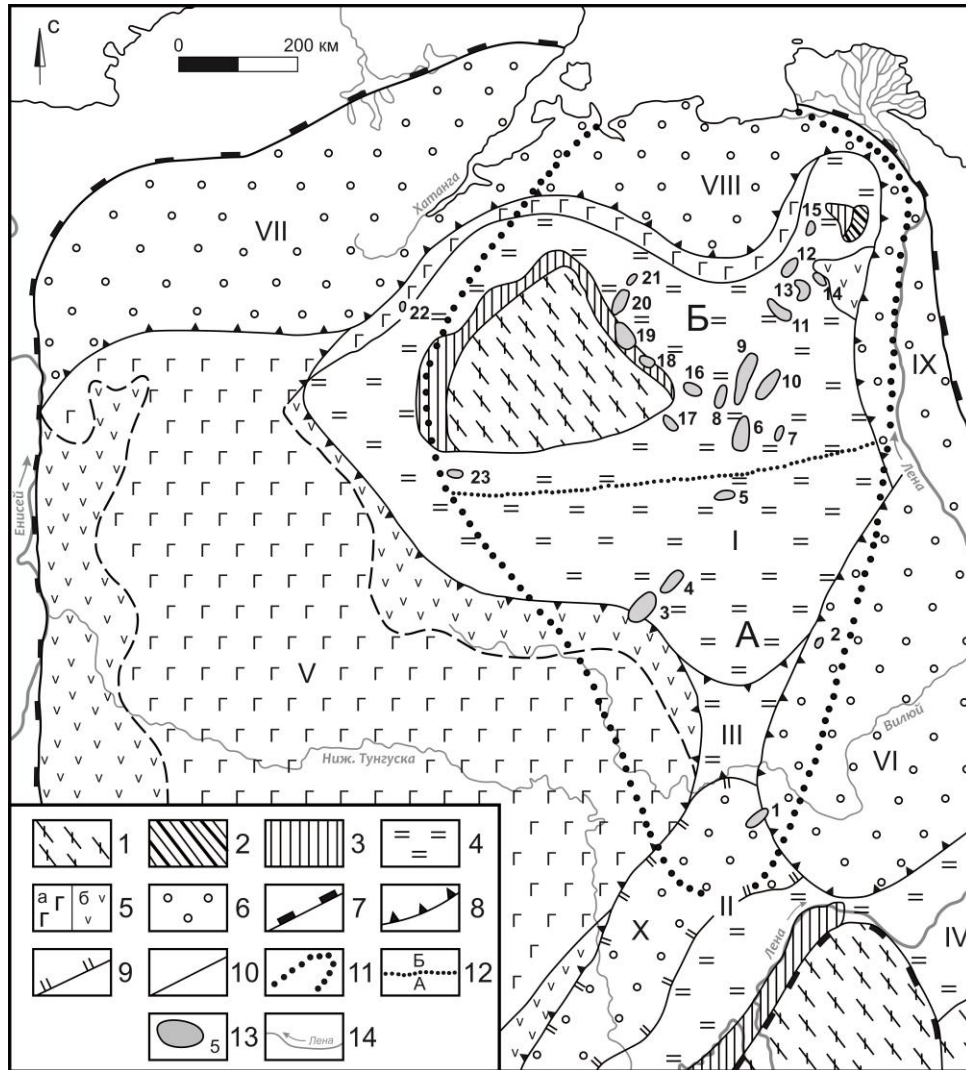 С
0 200 км
Хатанга
VII
VIII
15
12
21
13
14
22
20
Б
11
19
9
IX
18
16
10
8
17
6
7
Лена
23
5
Енисей
I
4
3
А
2
V
Вилюй
III
VI
Ниж. Тунгуска
1
II
Лена
X
IV
1 2 3 4
а б 5 6 7 8
9 10 11 Б А 12
5 13 Лена 14